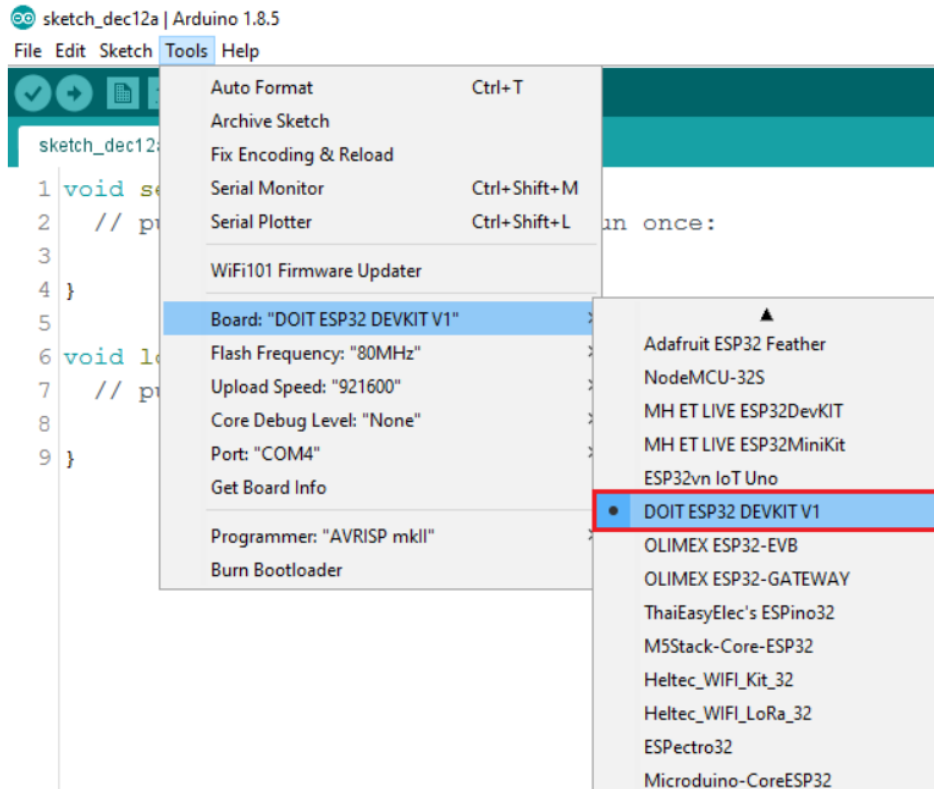 sketch_dec12a | Arduino 1.8.5
File Edit Sketch Tools Help
sketch_dec12a
Auto Format Ctrl+T
Archive Sketch
Fix Encoding & Reload
Serial Monitor Ctrl+Shift+M
Serial Plotter Ctrl+Shift+L
WiFi101 Firmware Updater
Board: "DOIT ESP32 DEVKIT V1"
Flash Frequency: "80MHz"
Upload Speed: "921600"
Core Debug Level: "None"
Port: "COM4"
Get Board Info
Programmer: "AVRISP mkII"
Burn Bootloader
1 void se
2 // pu un once:
3
4 }
5
6 void lo
7 // pu
8
9 }
Adafruit ESP32 Feather
NodeMCU-32S
MH ET LIVE ESP32DevKIT
MH ET LIVE ESP32MiniKit
ESP32vn IoT Uno
DOIT ESP32 DEVKIT V1
OLIMEX ESP32-EVB
OLIMEX ESP32-GATEWAY
ThaiEasyElec's ESPino32
M5Stack-Core-ESP32
Heltec_WIFI_Kit_32
Heltec_WIFI_LoRa_32
ESPectro32
Microduino-CoreESP32